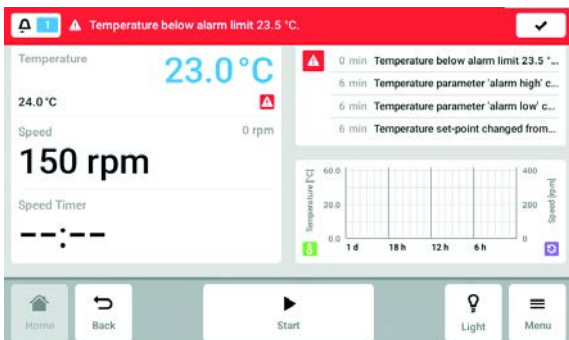 1 Temperature below alarm limit 23.5 °C.
Temperature
23.0°C
24.0°C
Speed 0 rpm
150 rpm
Speed Timer
--:--
0 min Temperature below alarm limit 23.5 °...
6 min Temperature parameter 'alarm high' c...
6 min Temperature parameter 'alarm low' c...
6 min Temperature set-point changed from...
Temperature [°C]
60.0
30.0
0.0
1 d 18 h 12 h 6 h
400
200
0
Speed [rpm]
Home
Back
Start
Light
Menu